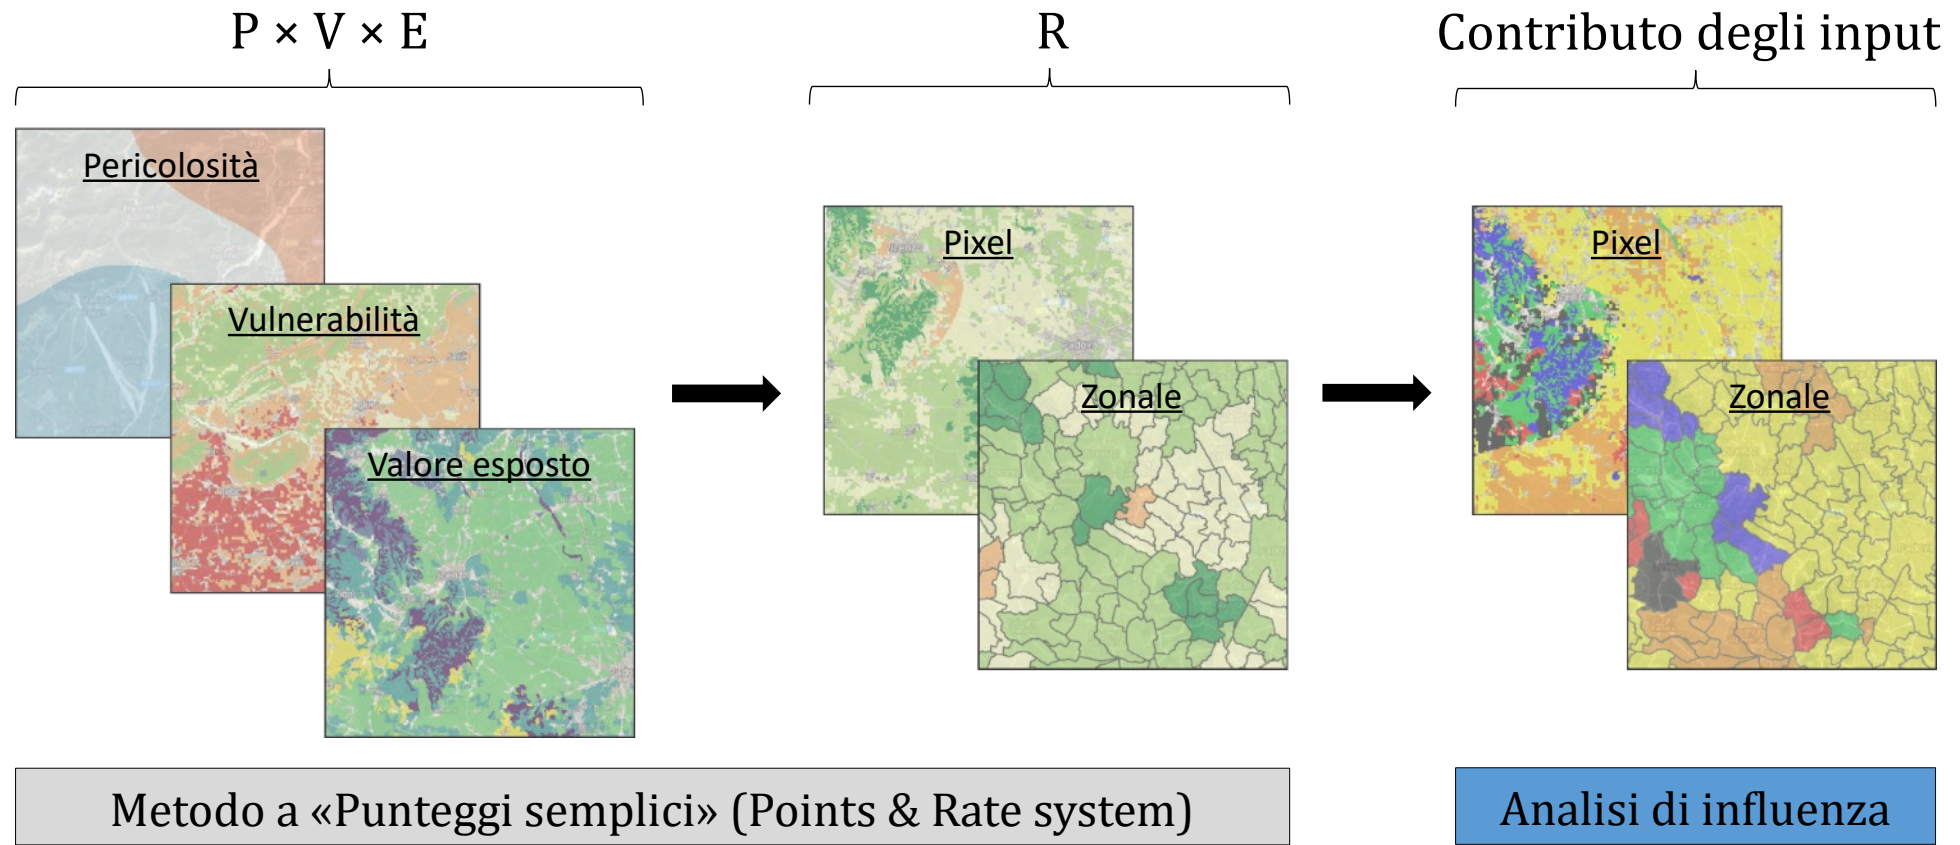 P × V × E
R
Contributo degli input
Pericolosità
Vulnerabilità
Valore esposto
Pixel
Zonale
Padova
Pixel
Zonale
Metodo a «Punteggi semplici» (Points & Rate system)
Analisi di influenza